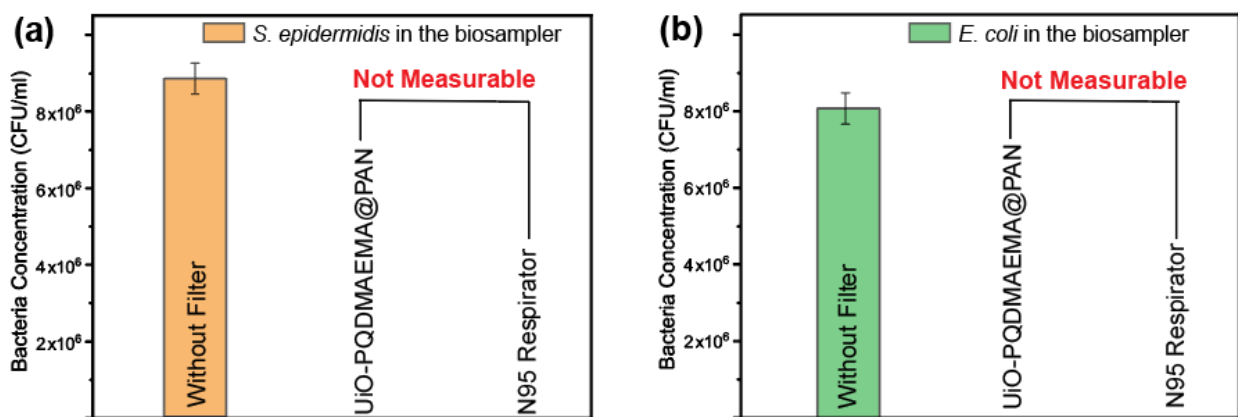 (a)
S. epidermidis in the biosampler
Not Measurable
Bacteria Concentration (CFU/ml)
8x10⁶
6x10⁶
4x10⁶
2x10⁶
Without Filter
UiO-PQDMAEMA@PAN
N95 Respirator
(b)
E. coli in the biosampler
Not Measurable
Bacteria Concentration (CFU/ml)
8x10⁶
6x10⁶
4x10⁶
2x10⁶
Without Filter
UiO-PQDMAEMA@PAN
N95 Respirator